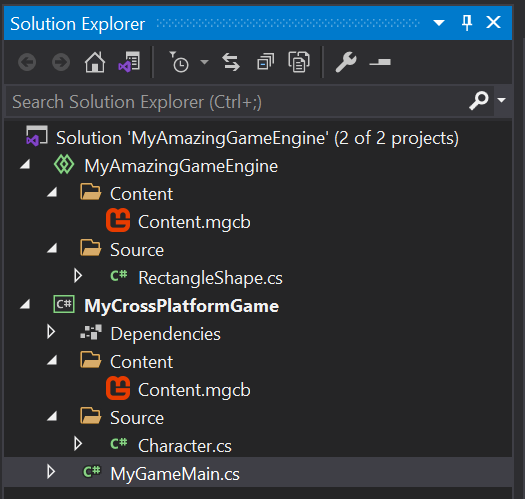 Solution Explorer
Search Solution Explorer (Ctrl+;)
Solution 'MyAmazingGameEngine' (2 of 2 projects)
MyAmazingGameEngine
Content
Content.mgcb
Source
C# RectangleShape.cs
C# MyCrossPlatformGame
Dependencies
Content
Content.mgcb
Source
C# Character.cs
C# MyGameMain.cs